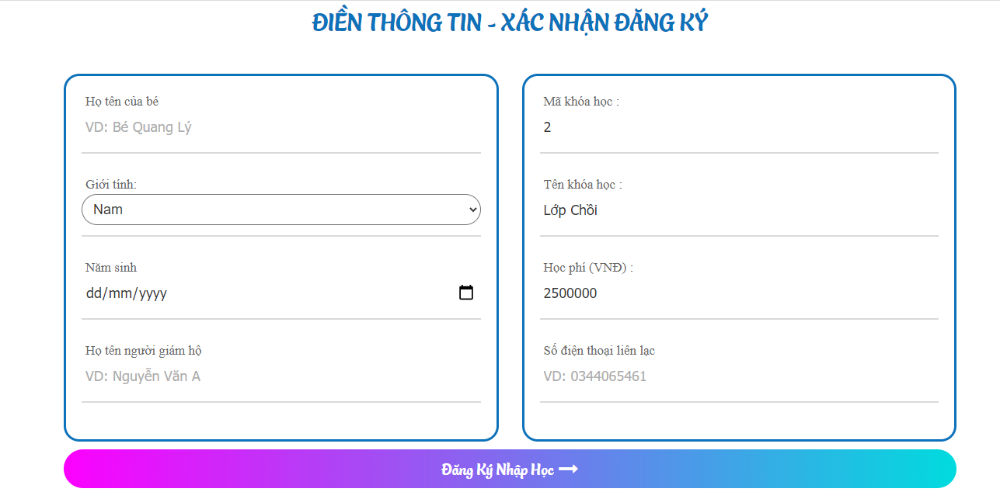 ĐIỀN THÔNG TIN - XÁC NHẬN ĐĂNG KÝ
Họ tên của bé
VD: Bé Quang Lý
Giới tính:
Nam
Năm sinh
dd/mm/yyyy
Họ tên người giám hộ
VD: Nguyễn Văn A
Mã khóa học :
2
Tên khóa học :
Lớp Chồi
Học phí (VNĐ) :
2500000
Số điện thoại liên lạc
VD: 0344065461
Đăng Ký Nhập Học